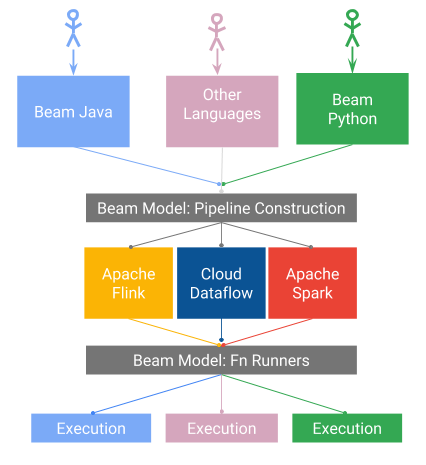 Beam Java
Other
Languages
Beam
Python
Beam Model: Pipeline Construction
Apache
Flink
Cloud
Dataflow
Apache
Spark
Beam Model: Fn Runners
Execution
Execution
Execution